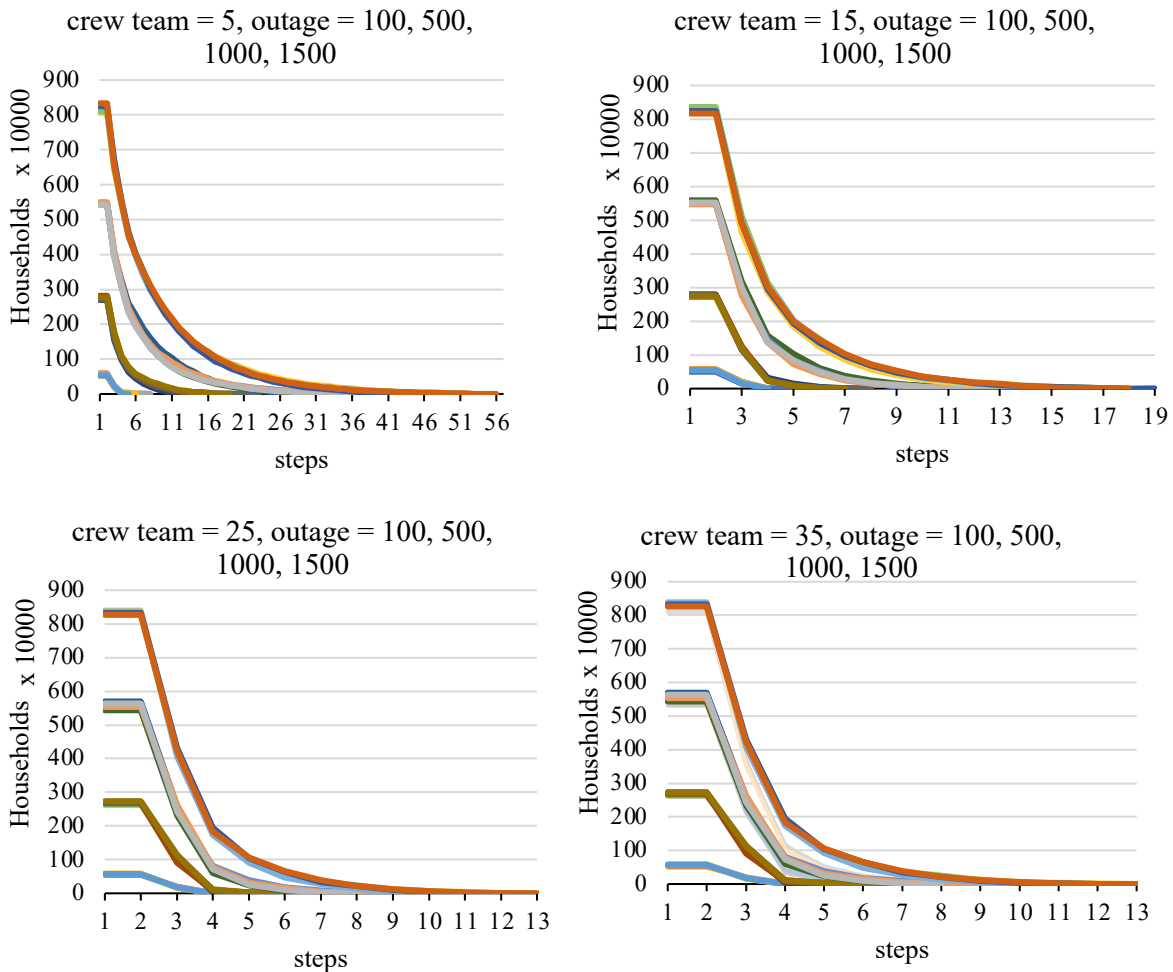 crew team = 5, outage = 100, 500,
1000, 1500
900
800
700
600
500
400
300
200
100
0
Households x 10000
1 6 11 16 21 26 31 36 41 46 51 56
steps
crew team = 15, outage = 100, 500,
1000, 1500
900
800
700
600
500
400
300
200
100
0
Households x 10000
1 3 5 7 9 11 13 15 17 19
steps
crew team = 25, outage = 100, 500,
1000, 1500
900
800
700
600
500
400
300
200
100
0
Households x 10000
1 2 3 4 5 6 7 8 9 10 11 12 13
steps
crew team = 35, outage = 100, 500,
1000, 1500
900
800
700
600
500
400
300
200
100
0
Households x 10000
1 2 3 4 5 6 7 8 9 10 11 12 13
steps